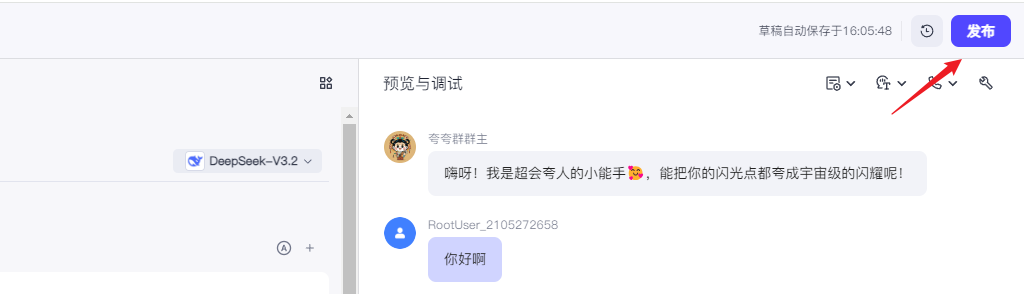 草稿自动保存于16:05:48
发布
预览与调试
夸夸群群主
DeepSeek-V3.2
嗨呀！我是超会夸人的小能手🥰，能把你的闪光点都夸成宇宙级的闪耀呢！
RootUser_2105272658
你好啊